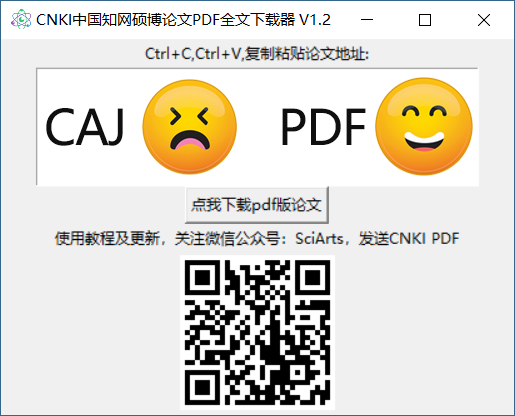 CNKI中国知网硕博论文PDF全文下载器 V1.2
Ctrl+C,Ctrl+V,复制粘贴论文地址:
CAJ PDF
点我下载pdf版论文
使用教程及更新，关注微信公众号：SciArts，发送CNKI PDF